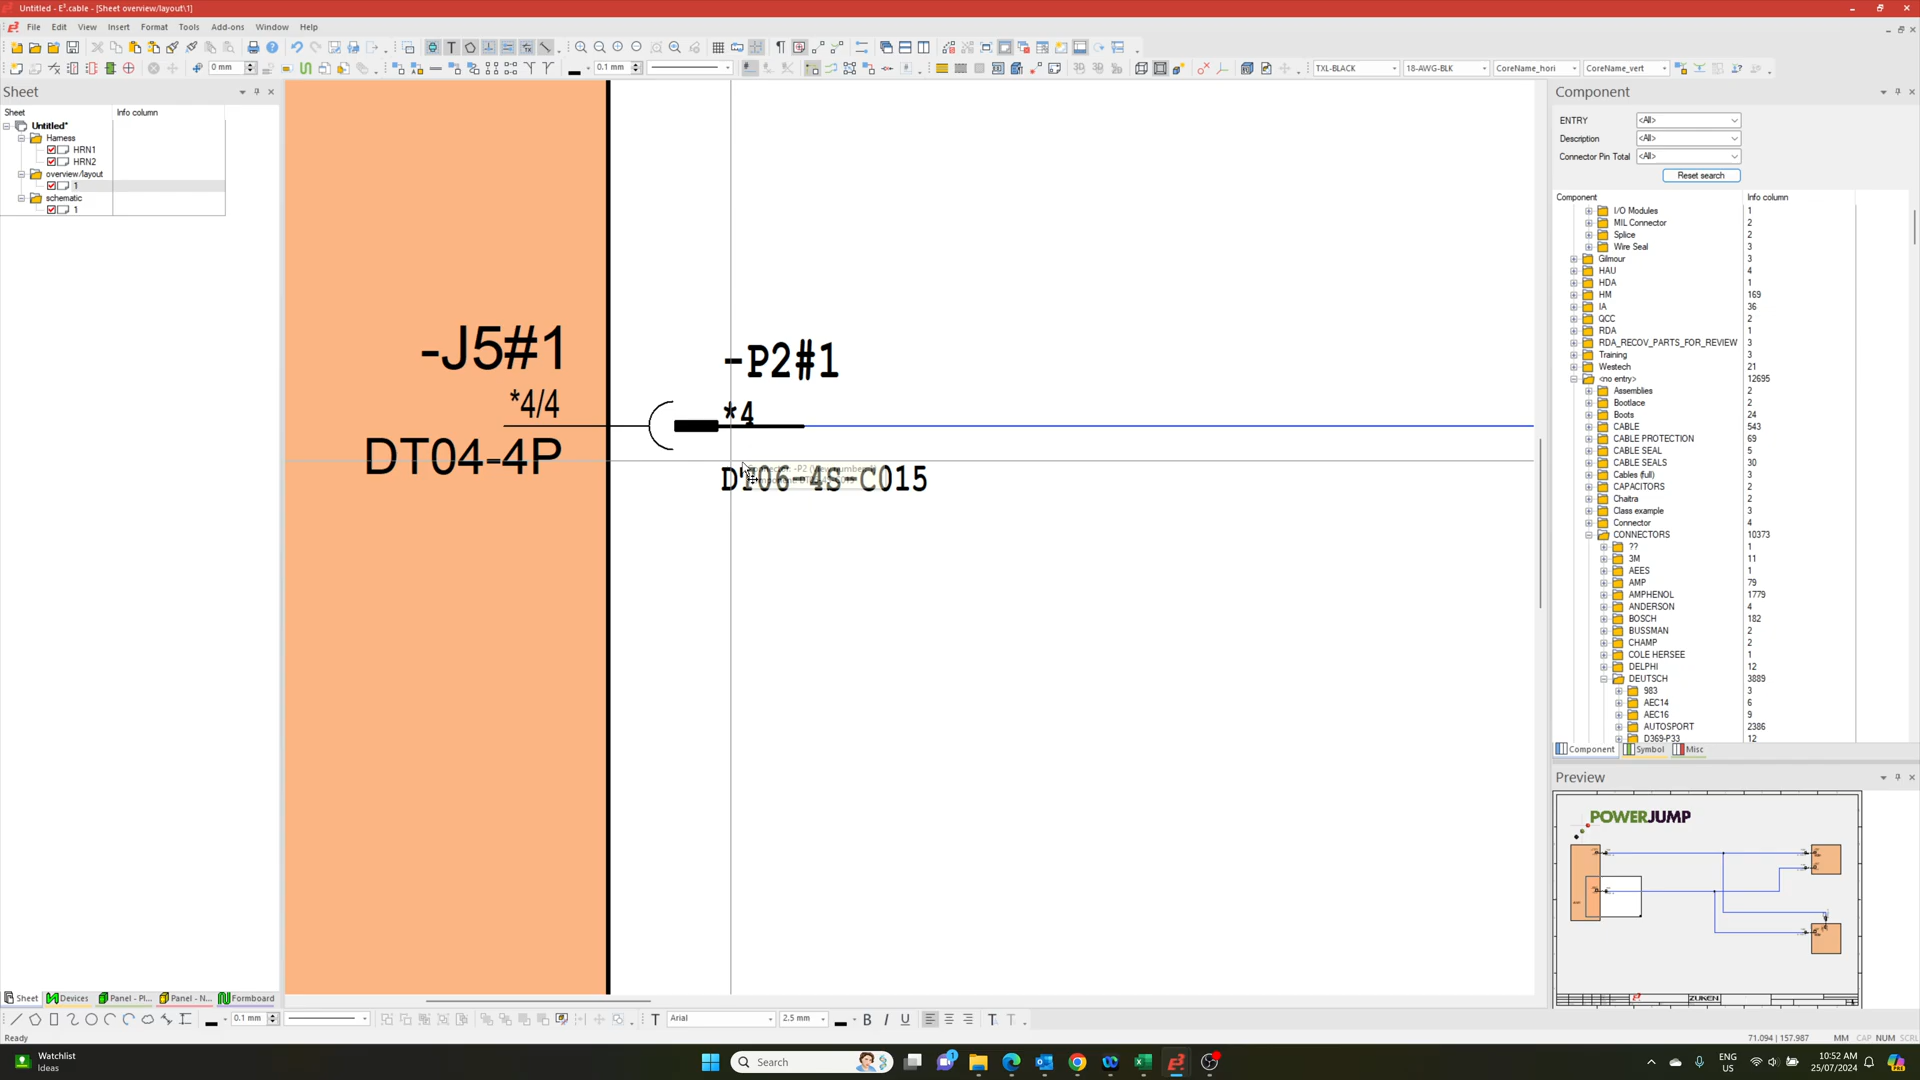 Untitled - E³.cable - [Sheet overview/layout\1]
File Edit View Insert Format Utilities Tools Add-ons Window Help
0 mm
0.1 mm
TXL-BLACK
18-AWG-BLK
CoreName_hori
CoreName_vert
Sheet
Sheet Info column
Untitled*
Harness
HRN1
HRN2
overview/layout
1
schematic
1
-J5#1
*4/4
DT04-4P
-P2#1
*4
DT06-4S-C015
Component
ENTRY <All>
Description <All>
Connector Pin Total <All>
Reset search
Component Info column
I/O Modules 1
MIL Connector 2
Splice 2
Wire Seal 3
Gilmour 3
HAU 4
HDA 1
HM 169
IA 36
QCC 2
RDA 1
RDA_RECOV_PARTS_FOR_REVIEW 3
Training 3
Westech 21
<no entry> 12695
Assemblies 2
Bootlace 2
Boots 24
CABLE 543
CABLE PROTECTION 69
CABLE SEAL 5
CABLE SEALS 30
Cables (full) 3
CAPACITORS 2
Chaitra 2
Class example 3
Connector 4
CONNECTORS 10373
?? 1
3M 11
AEES 1
AMP 79
AMPHENOL 1779
ANDERSON 4
BOSCH 182
BUSSMAN 2
CHAMP 2
COLE HERSEE 1
DELPHI 12
DEUTSCH 3889
983 3
AEC14 6
AEC16 9
AUTOSPORT 2386
D369-P33 12
Component Symbol Misc
Preview
POWERJUMP
ZUKEN
Sheet Devices Panel - Pl... Panel - N... Formboard
0.1 mm
Arial
2.5 mm
B I U
Ready
71.094 | 157.987 MM CAP NUM SCRL
Watchlist
Ideas
Search
ENG
US
10:52 AM
25/07/2024